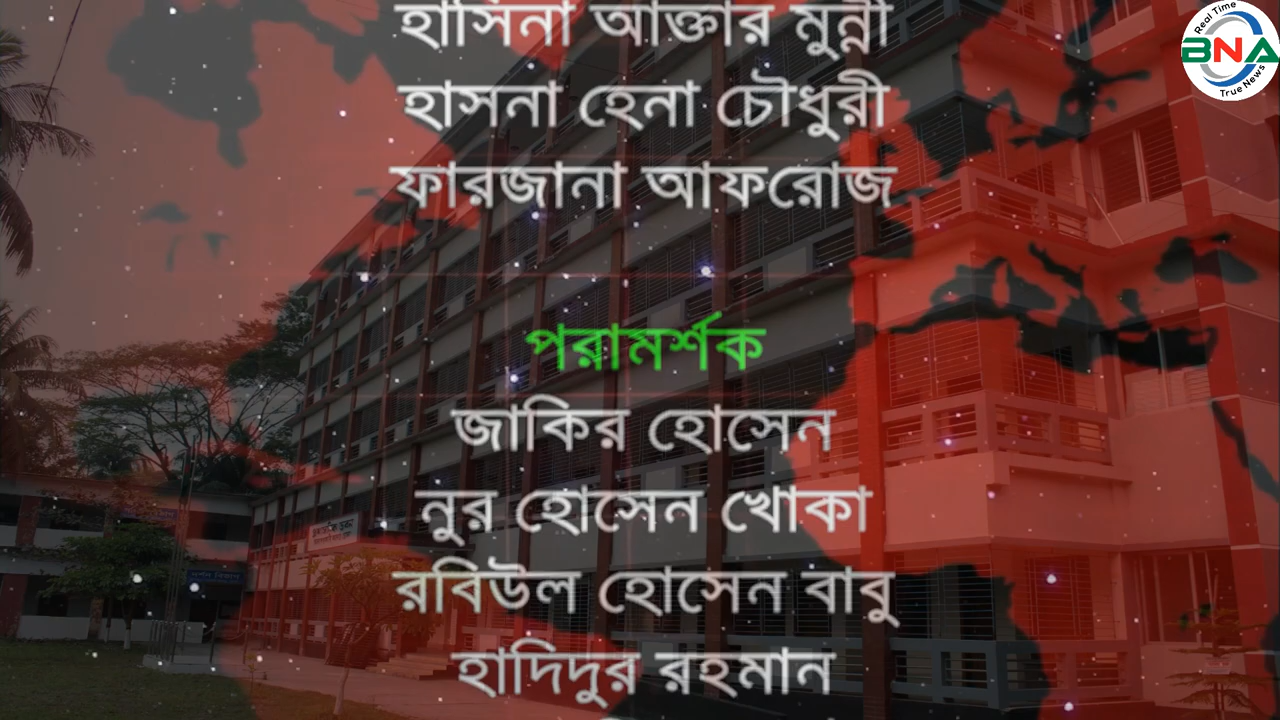 হাসিনা আক্তার মুন্নী
হাসনা হেনা চৌধুরী
ফারজানা আফরোজ
পরামর্শক
জাকির হোসেন
নুর হোসেন খোকা
রবিউল হোসেন বাবু
হাদিদুর রহমান
Real Time
BNA
True News